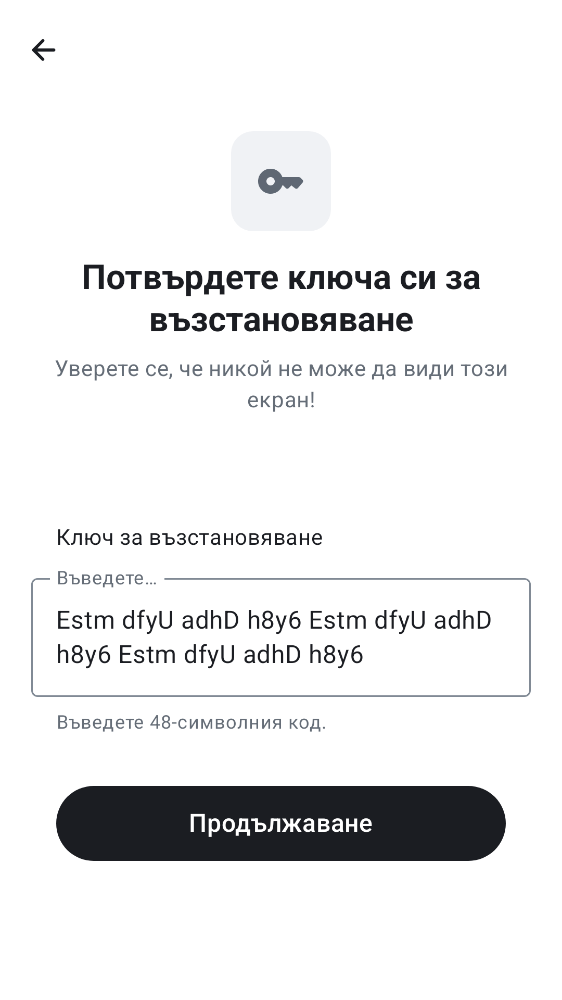 Потвърдете ключа си за
възстановяване
Уверете се, че никой не може да види този
екран!
Ключ за възстановяване
Въведете…
Estm dfyU adhD h8y6 Estm dfyU adhD
h8y6 Estm dfyU adhD h8y6
Въведете 48-символния код.
Продължаване